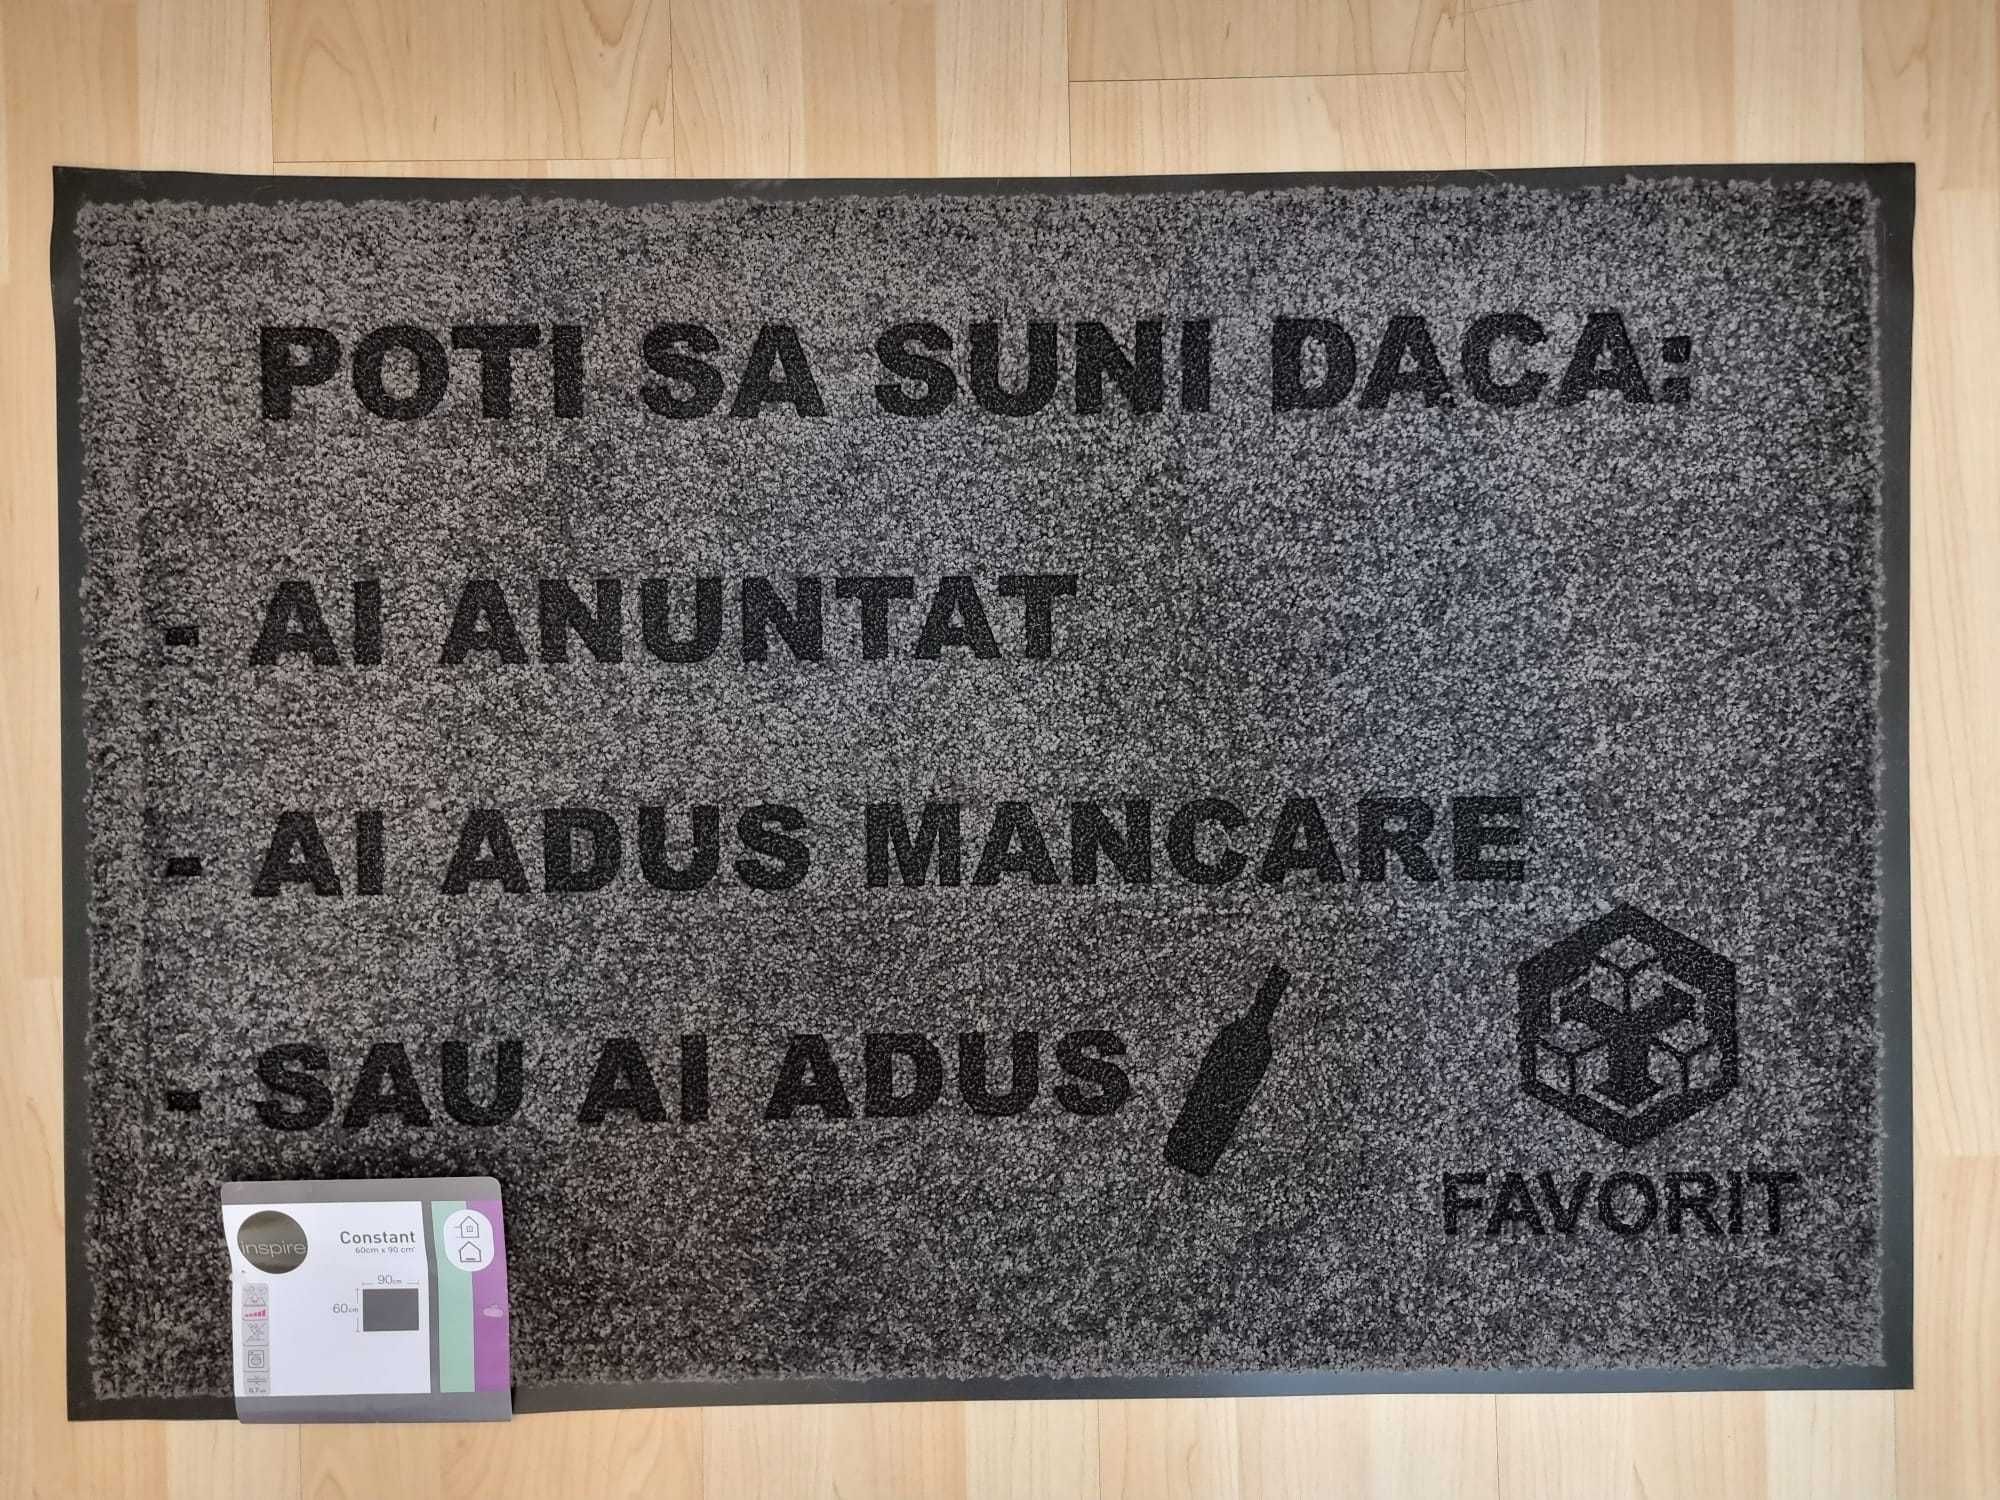 POTI SA SUNI DACA:
- AI ANUNTAT
- AI ADUS MANCARE
- SAU AI ADUS
FAVORIT
inspire
Constant
60cm x 90 cm
90cm
60cm